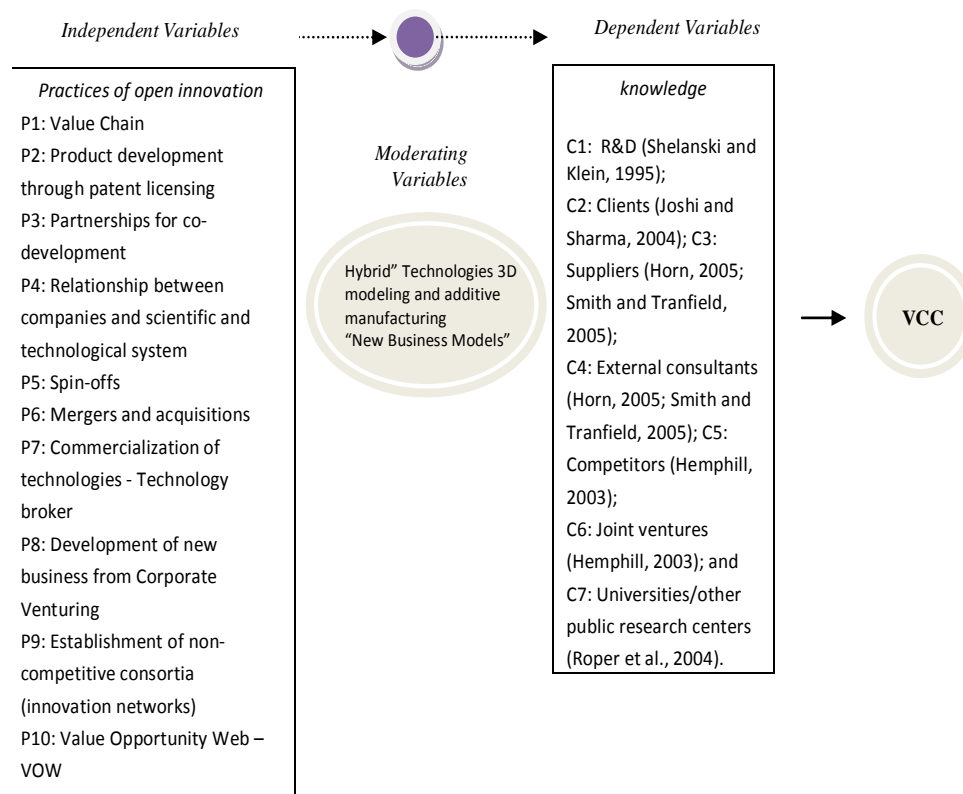 Independent Variables
Dependent Variables
Practices of open innovation
P1: Value Chain
P2: Product development
through patent licensing
P3: Partnerships for co-
development
P4: Relationship between
companies and scientific and
technological system
P5: Spin-offs
P6: Mergers and acquisitions
P7: Commercialization of
technologies - Technology
broker
P8: Development of new
business from Corporate
Venturing
P9: Establishment of non-
competitive consortia
(innovation networks)
P10: Value Opportunity Web –
VOW
Moderating
Variables
Hybrid” Technologies 3D
modeling and additive
manufacturing
“New Business Models”
knowledge
C1: R&D (Shelanski and
Klein, 1995);
C2: Clients (Joshi and
Sharma, 2004); C3:
Suppliers (Horn, 2005;
Smith and Tranfield,
2005);
C4: External consultants
(Horn, 2005; Smith and
Tranfield, 2005); C5:
Competitors (Hemphill,
2003);
C6: Joint ventures
(Hemphill, 2003); and
C7: Universities/other
public research centers
(Roper et al., 2004).
VCC